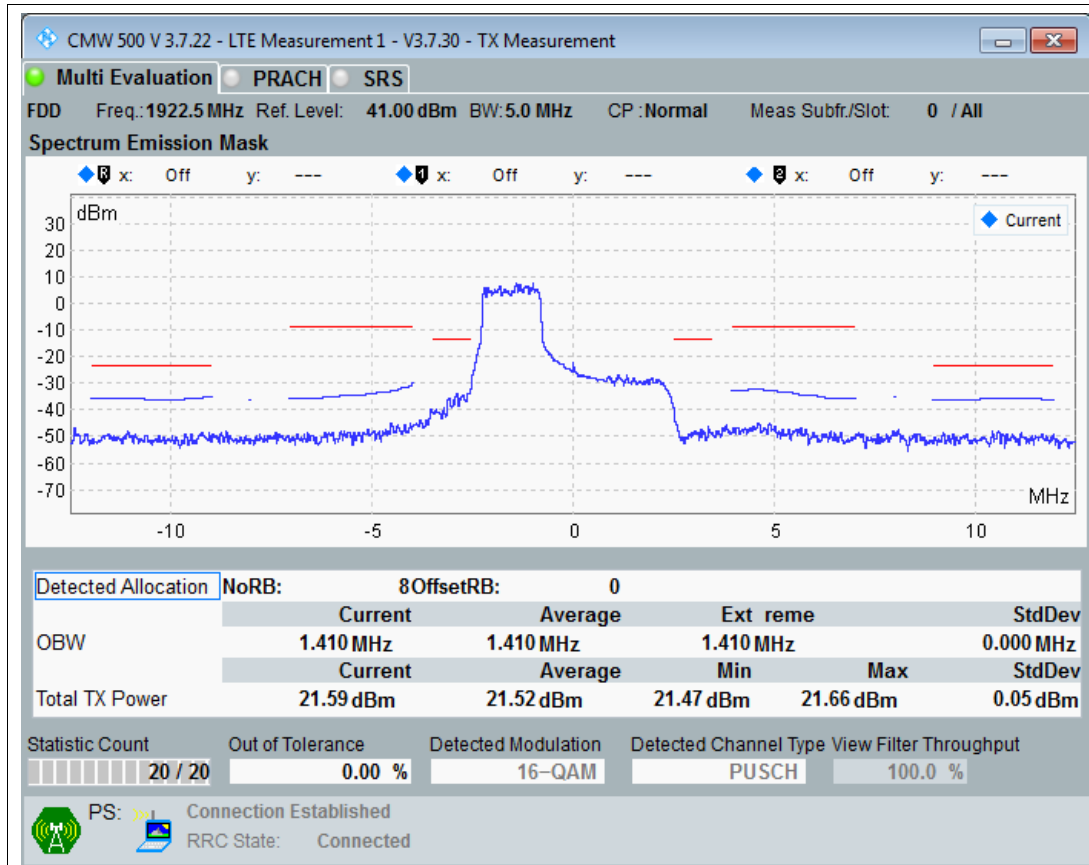 CMW 500 V 3.7.22 - LTE Measurement 1 - V3.7.30 - TX Measurement
Multi Evaluation PRACH SRS
FDD Freq.: 1922.5 MHz Ref. Level: 41.00 dBm BW: 5.0 MHz CP : Normal Meas Subfr./Slot: 0 / All
Spectrum Emission Mask
R x: Off y: --- 1 x: Off y: --- 2 x: Off y: ---
dBm
Current
30
20
10
0
-10
-20
-30
-40
-50
-60
-70
MHz
-10 -5 0 5 10
Detected Allocation NoRB: 8 OffsetRB: 0
Current Average Ext reme StdDev
OBW 1.410 MHz 1.410 MHz 1.410 MHz 0.000 MHz
Current Average Min Max StdDev
Total TX Power 21.59 dBm 21.52 dBm 21.47 dBm 21.66 dBm 0.05 dBm
Statistic Count Out of Tolerance Detected Modulation Detected Channel Type View Filter Throughput
20 / 20 0.00 % 16-QAM PUSCH 100.0 %
PS: Connection Established
RRC State: Connected